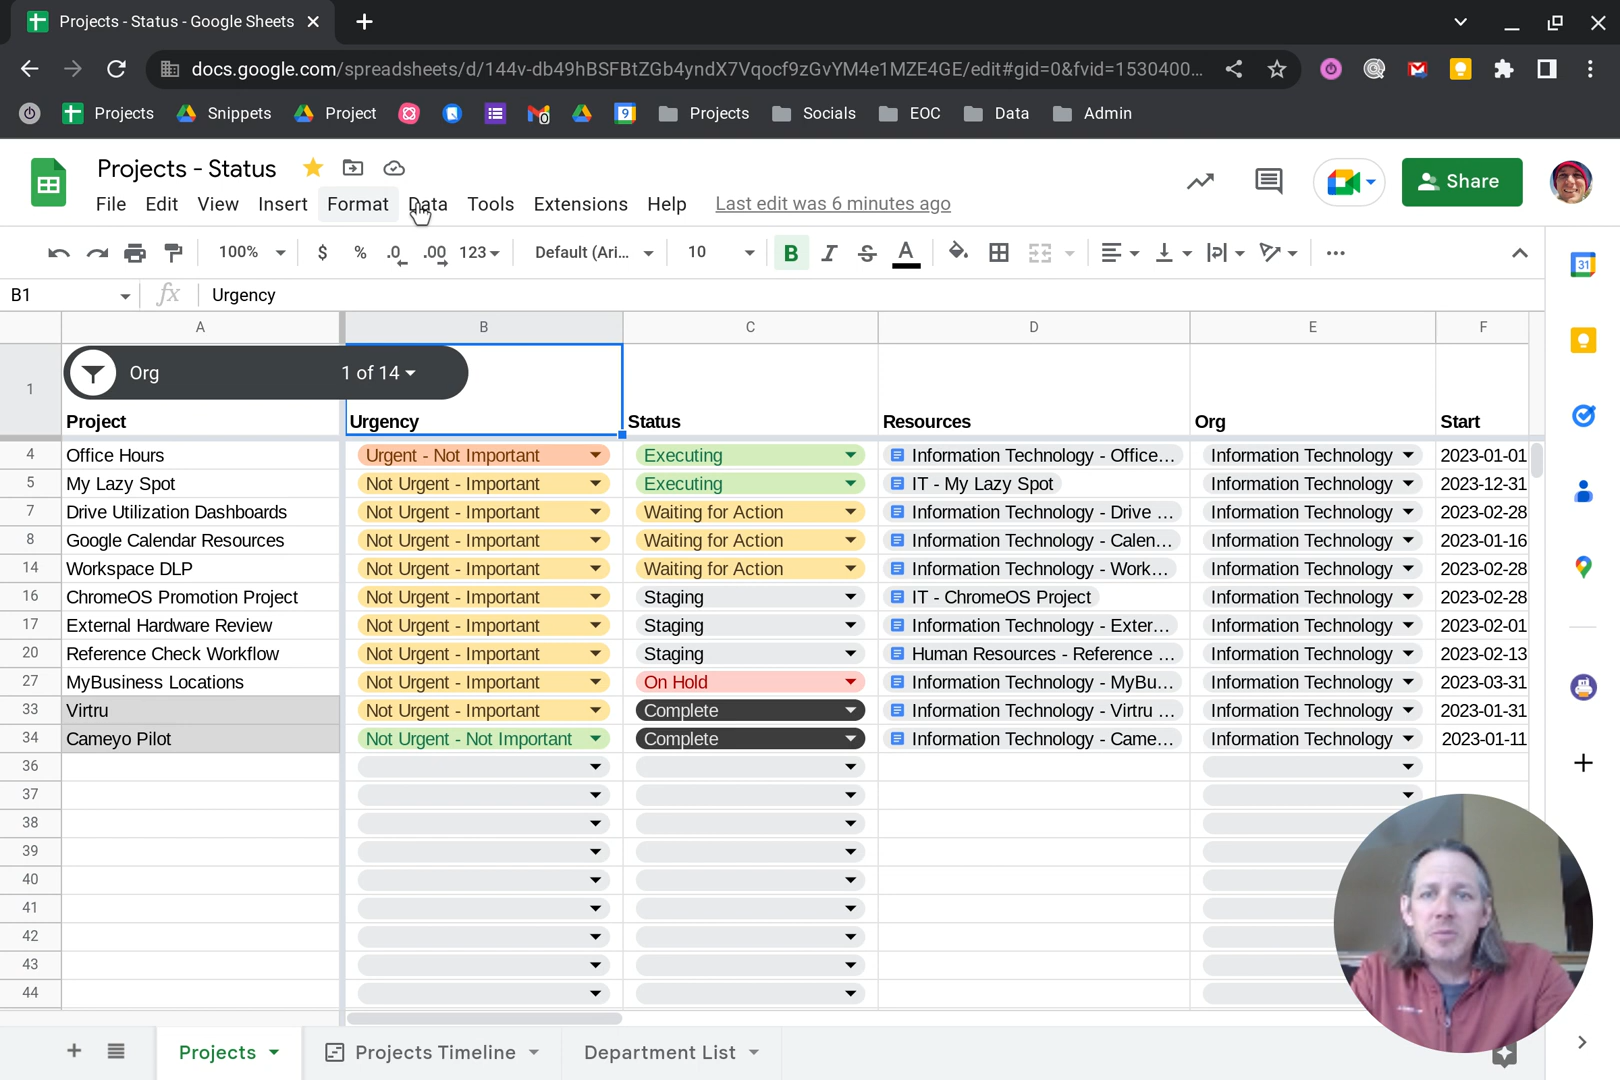 Projects - Status - Google Sheets
docs.google.com/spreadsheets/d/144v-db49hBSFBtZGb4yndX7Vqocf9zGvYM4e1MZE4GE/edit#gid=0&fvid=1530400...
Projects Snippets Project Projects Socials EOC Data Admin
Projects - Status
Share
File Edit View Insert Format Data Tools Extensions Help Last edit was 6 minutes ago
100% $ % .0 .00 123 Default (Ari... 10 B I S A
B1 fx Urgency
A B C D E F
Org 1 of 14
1 Project Urgency Status Resources Org Start
4 Office Hours Urgent - Not Important Executing Information Technology - Office... Information Technology 2023-01-01
5 My Lazy Spot Not Urgent - Important Executing IT - My Lazy Spot Information Technology 2023-12-31
7 Drive Utilization Dashboards Not Urgent - Important Waiting for Action Information Technology - Drive ... Information Technology 2023-02-28
8 Google Calendar Resources Not Urgent - Important Waiting for Action Information Technology - Calen... Information Technology 2023-01-16
14 Workspace DLP Not Urgent - Important Waiting for Action Information Technology - Work... Information Technology 2023-02-28
16 ChromeOS Promotion Project Not Urgent - Important Staging IT - ChromeOS Project Information Technology 2023-02-28
17 External Hardware Review Not Urgent - Important Staging Information Technology - Exter... Information Technology 2023-02-01
20 Reference Check Workflow Not Urgent - Important Staging Human Resources - Reference ... Information Technology 2023-02-13
27 MyBusiness Locations Not Urgent - Important On Hold Information Technology - MyBu... Information Technology 2023-03-31
33 Virtru Not Urgent - Important Complete Information Technology - Virtru ... Information Technology 2023-01-31
34 Cameyo Pilot Not Urgent - Not Important Complete Information Technology - Came... Information Technology 2023-01-11
36
37
38
39
40
41
42
43
44
Projects Projects Timeline Department List